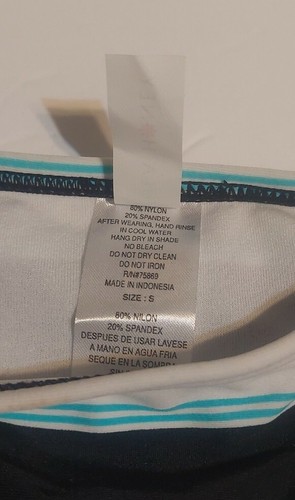 80% NYLON
20% SPANDEX
AFTER WEARING, HAND RINSE
IN COOL WATER
HANG DRY IN SHADE
NO BLEACH
DO NOT DRY CLEAN
DO NOT IRON
R/N#75869
MADE IN INDONESIA
SIZE : S
80% NILON
20% SPANDEX
DESPUES DE USAR LAVESE
A MANO EN AGUA FRIA
SEQUE EN LA SOMBRA
SIN